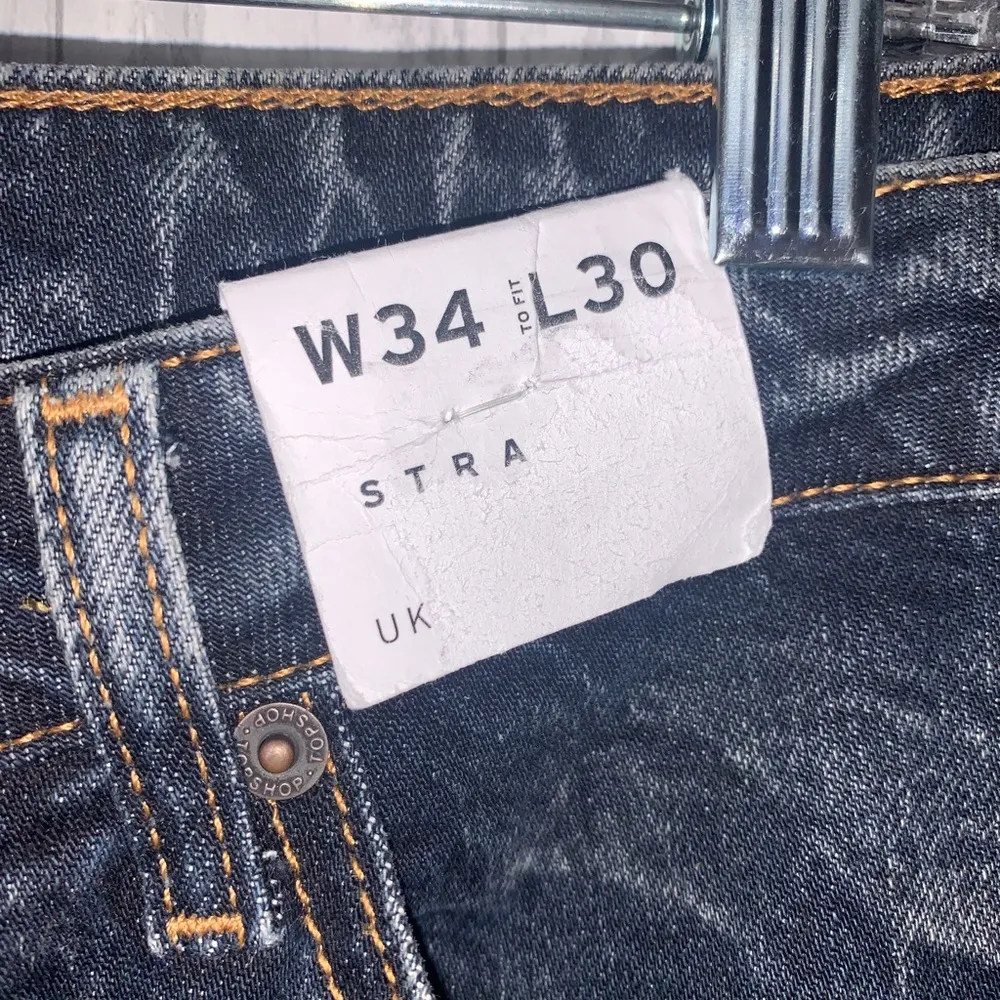 W34 TO FIT L30
STRA
UK
TOPSHOP · TOPSHOP ·